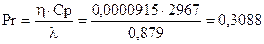 Pr = η · Cp / λ = 0,0000915 · 2967 / 0,879 = 0,3088